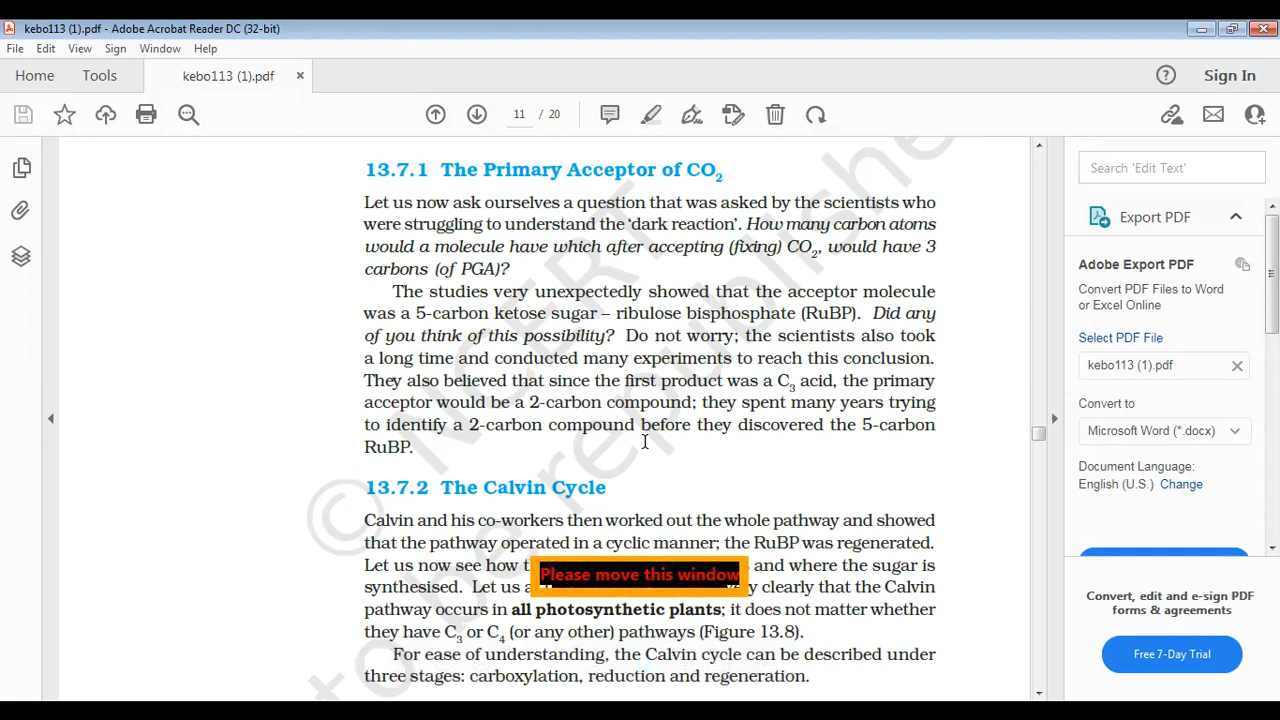 kebo113 (1).pdf - Adobe Acrobat Reader DC (32-bit)
File Edit View Sign Window Help
Home Tools kebo113 (1).pdf × Sign In
11 / 20
13.7.1 The Primary Acceptor of CO2
Let us now ask ourselves a question that was asked by the scientists who
were struggling to understand the ‘dark reaction’. How many carbon atoms
would a molecule have which after accepting (fixing) CO2, would have 3
carbons (of PGA)?
The studies very unexpectedly showed that the acceptor molecule
was a 5-carbon ketose sugar – ribulose bisphosphate (RuBP). Did any
of you think of this possibility? Do not worry; the scientists also took
a long time and conducted many experiments to reach this conclusion.
They also believed that since the first product was a C3 acid, the primary
acceptor would be a 2-carbon compound; they spent many years trying
to identify a 2-carbon compound before they discovered the 5-carbon
RuBP.
13.7.2 The Calvin Cycle
Calvin and his co-workers then worked out the whole pathway and showed
that the pathway operated in a cyclic manner; the RuBP was regenerated.
Let us now see how and where the sugar is
Please move this window
synthesised. Let us clearly that the Calvin
pathway occurs in all photosynthetic plants; it does not matter whether
they have C3 or C4 (or any other) pathways (Figure 13.8).
For ease of understanding, the Calvin cycle can be described under
three stages: carboxylation, reduction and regeneration.
© NCERT
to be republishe
Search 'Edit Text'
Export PDF
Adobe Export PDF
Convert PDF Files to Word
or Excel Online
Select PDF File
kebo113 (1).pdf
Convert to
Microsoft Word (*.docx)
Document Language:
English (U.S.) Change
Convert, edit and e-sign PDF
forms & agreements
Free 7-Day Trial